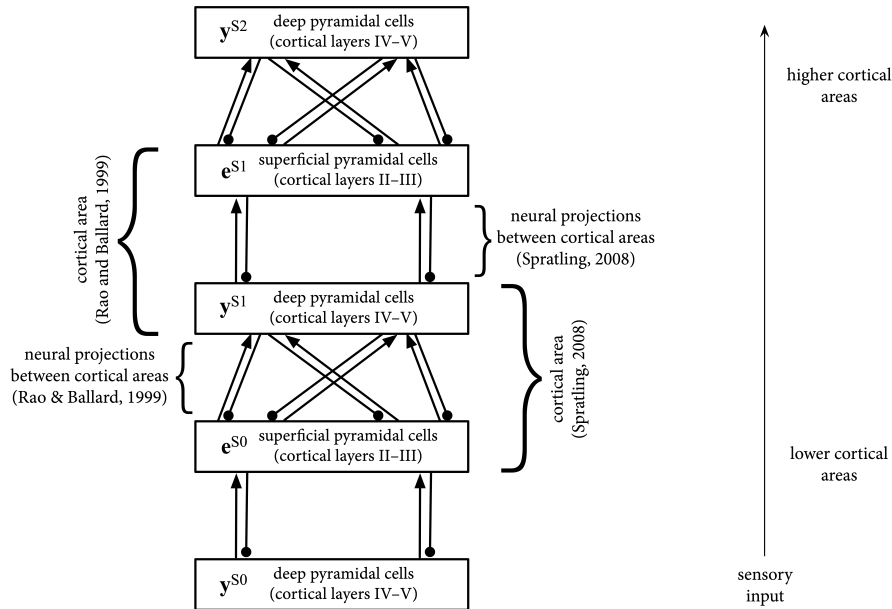 y^S2 deep pyramidal cells
(cortical layers IV–V)
higher cortical
areas
e^S1 superficial pyramidal cells
(cortical layers II–III)
cortical area
(Rao and Ballard, 1999)
neural projections
between cortical areas
(Spratling, 2008)
y^S1 deep pyramidal cells
(cortical layers IV–V)
neural projections
between cortical areas
(Rao & Ballard, 1999)
cortical area
(Spratling, 2008)
e^S0 superficial pyramidal cells
(cortical layers II–III)
lower cortical
areas
y^S0 deep pyramidal cells
(cortical layers IV–V)
sensory
input